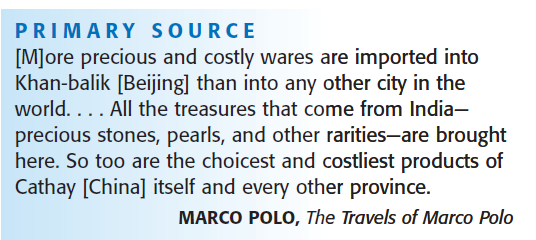 PRIMARY SOURCE
[M]ore precious and costly wares are imported into
Khan-balik [Beijing] than into any other city in the
world. . . . All the treasures that come from India—
precious stones, pearls, and other rarities—are brought
here. So too are the choicest and costliest products of
Cathay [China] itself and every other province.
MARCO POLO, The Travels of Marco Polo